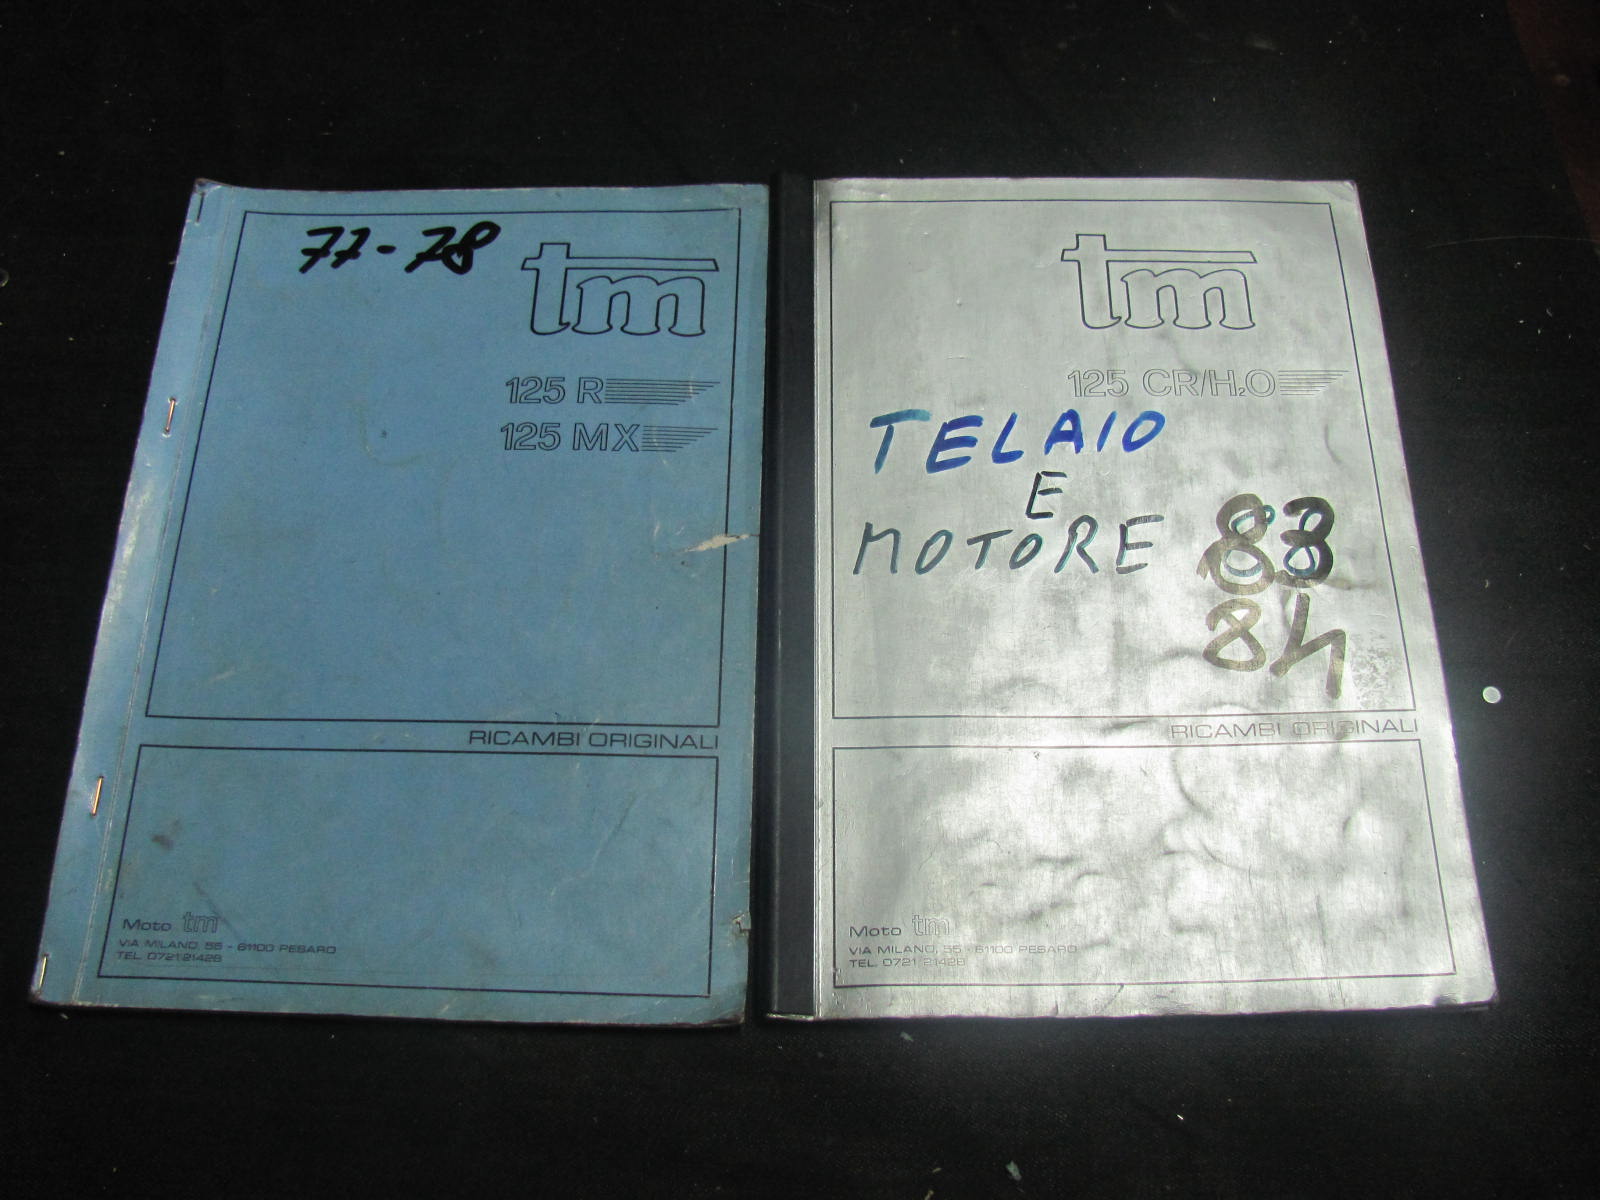 77-78
tm
125 R
125 MX
RICAMBI ORIGINALI
Moto tm
VIA MILANO, 55 - 61100 PESARO
TEL. 0721/21428
tm
125 CR/H₂O
TELAIO
E
MOTORE 83
84
RICAMBI ORIGINALI
Moto tm
VIA MILANO, 55 - 61100 PESARO
TEL. 0721/21428